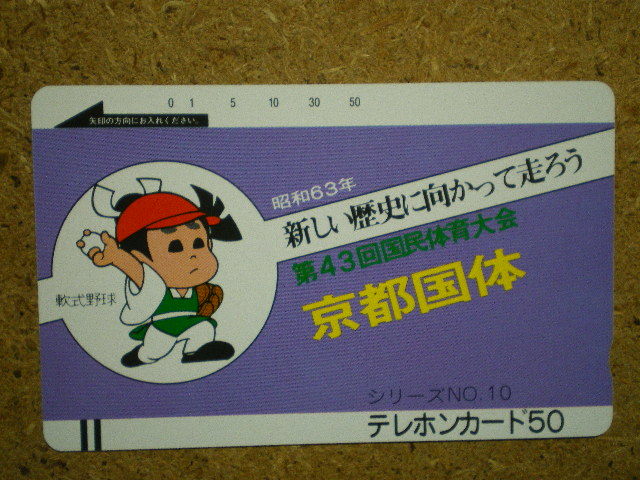 0 1 5 10 30 50
矢印の方向にお入れください。
昭和63年
新しい歴史に向かって走ろう
第43回国民体育大会
京都国体
軟式野球
シリーズNO.10
テレホンカード50